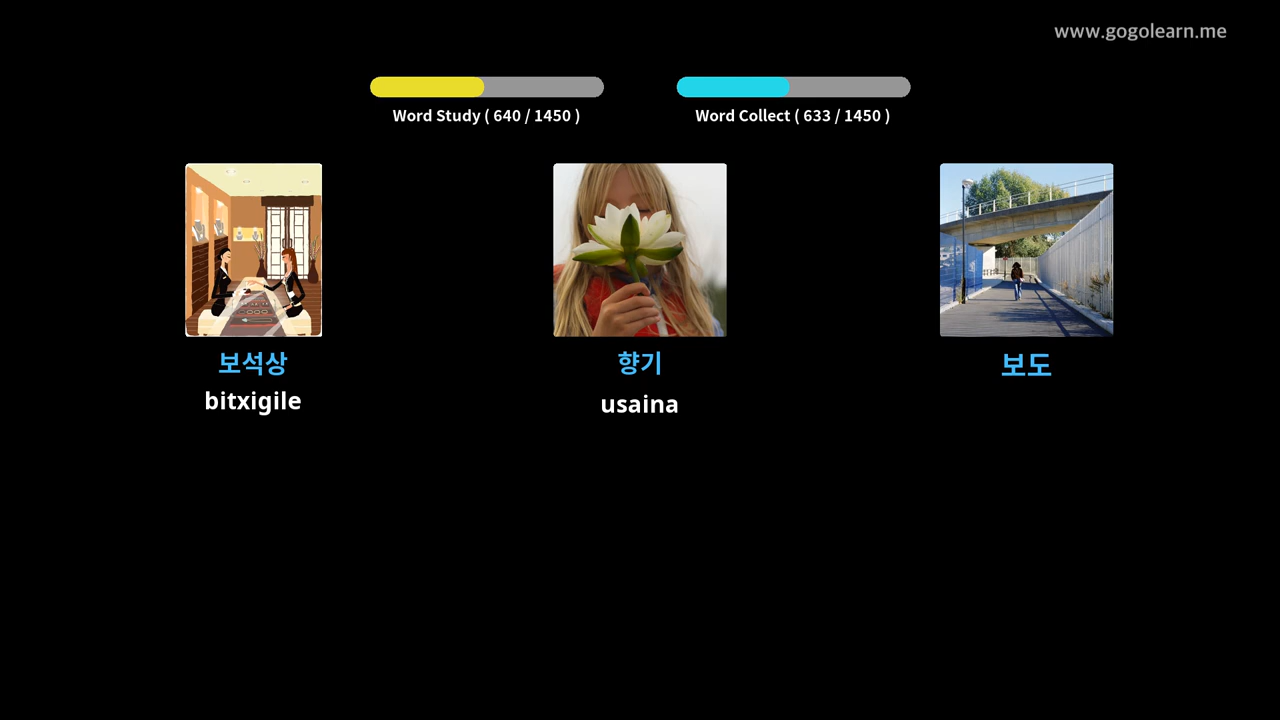 www.gogolearn.me
Word Study ( 640 / 1450 )
Word Collect ( 633 / 1450 )
보석상
bitxigile
향기
usaina
보도